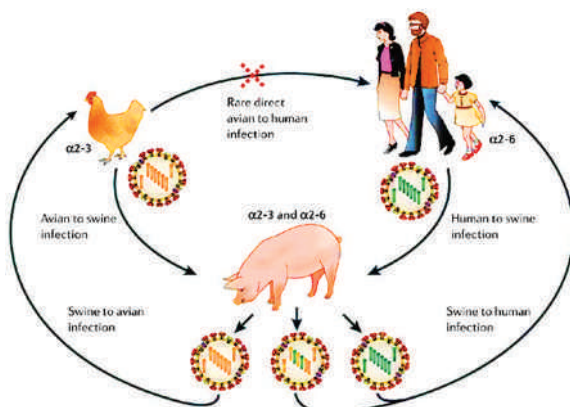 Rare direct
avian to human
infection
α2-3
α2-6
Avian to swine
infection
α2-3 and α2-6
Human to swine
infection
Swine to avian
infection
Swine to human
infection